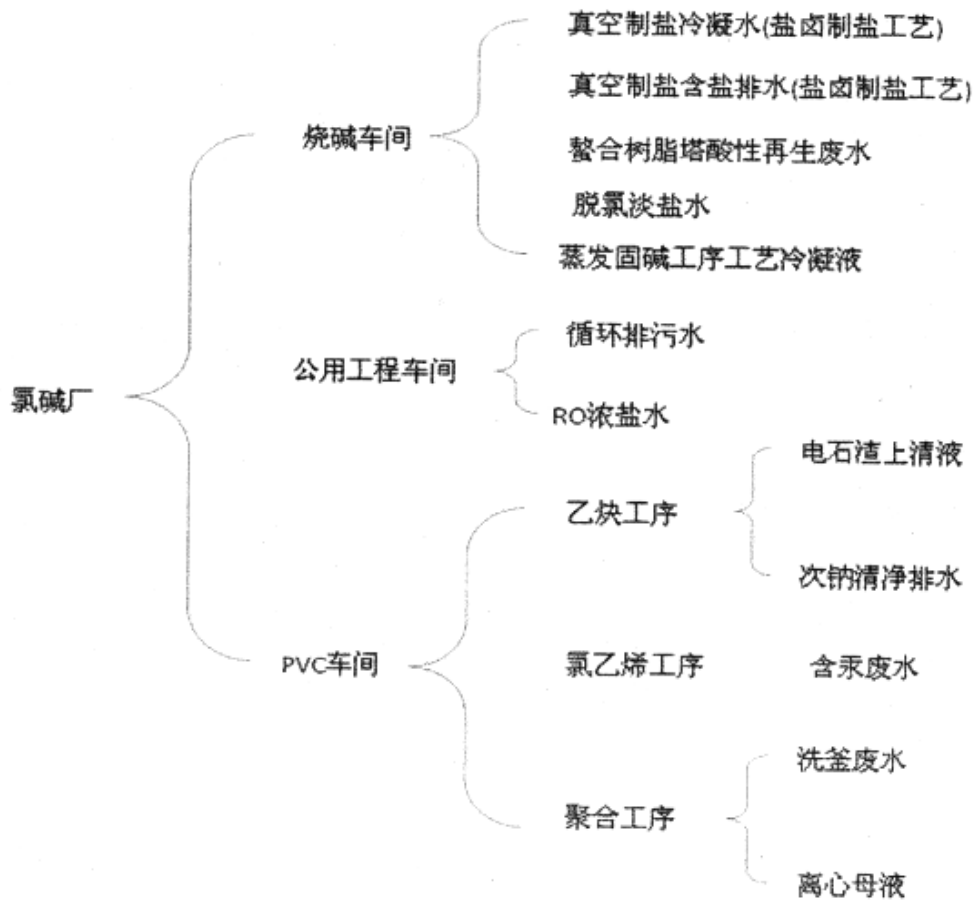 真空制盐冷凝水(盐卤制盐工艺)
真空制盐含盐排水(盐卤制盐工艺)
烧碱车间
螯合树脂塔酸性再生废水
脱氯淡盐水
蒸发固碱工序工艺冷凝液
循环排污水
公用工程车间
氯碱厂
RO浓盐水
电石渣上清液
乙炔工序
次钠清净排水
PVC车间
氯乙烯工序
含汞废水
洗釜废水
聚合工序
离心母液